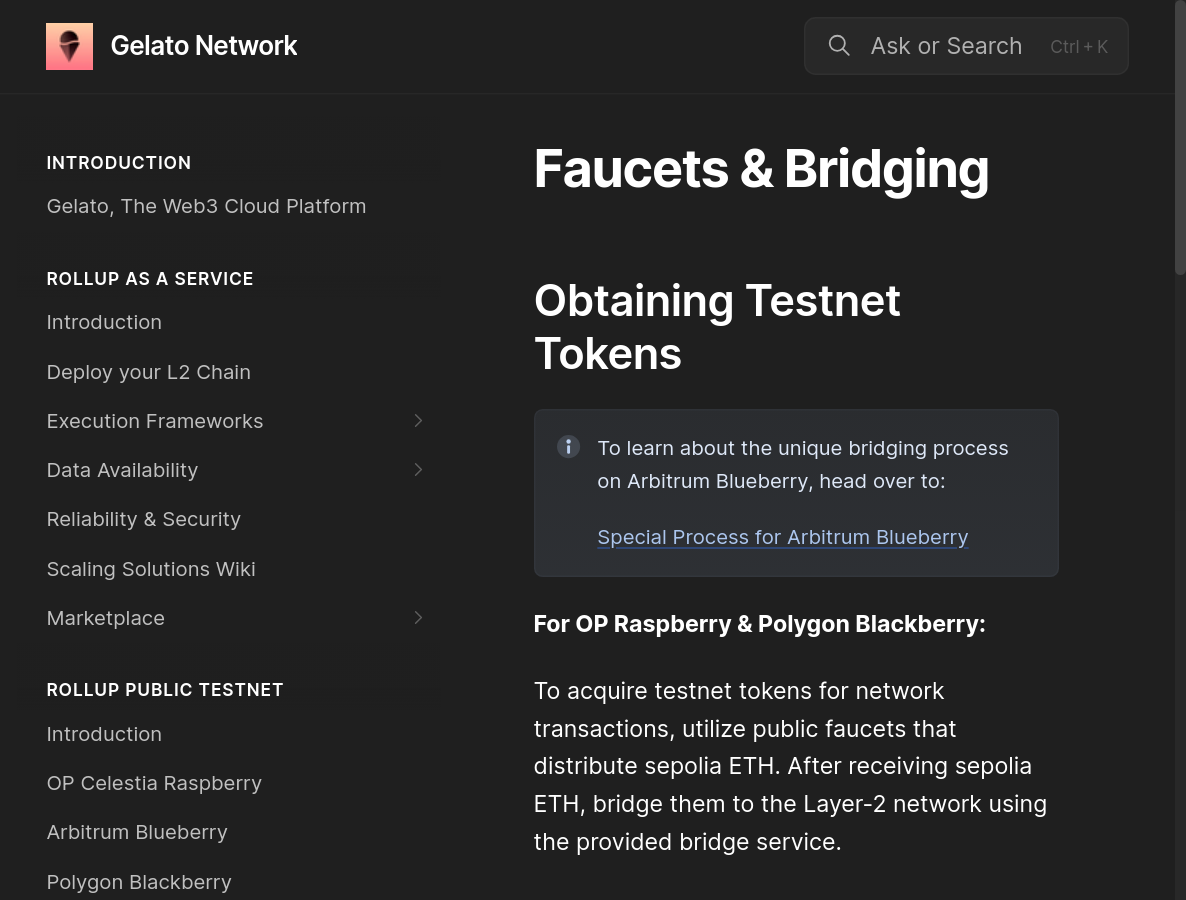 Gelato Network
Ask or Search Ctrl + K
INTRODUCTION
Gelato, The Web3 Cloud Platform
ROLLUP AS A SERVICE
Introduction
Deploy your L2 Chain
Execution Frameworks
Data Availability
Reliability & Security
Scaling Solutions Wiki
Marketplace
ROLLUP PUBLIC TESTNET
Introduction
OP Celestia Raspberry
Arbitrum Blueberry
Polygon Blackberry
Faucets & Bridging
Obtaining Testnet
Tokens
To learn about the unique bridging process
on Arbitrum Blueberry, head over to:
Special Process for Arbitrum Blueberry
For OP Raspberry & Polygon Blackberry:
To acquire testnet tokens for network
transactions, utilize public faucets that
distribute sepolia ETH. After receiving sepolia
ETH, bridge them to the Layer-2 network using
the provided bridge service.